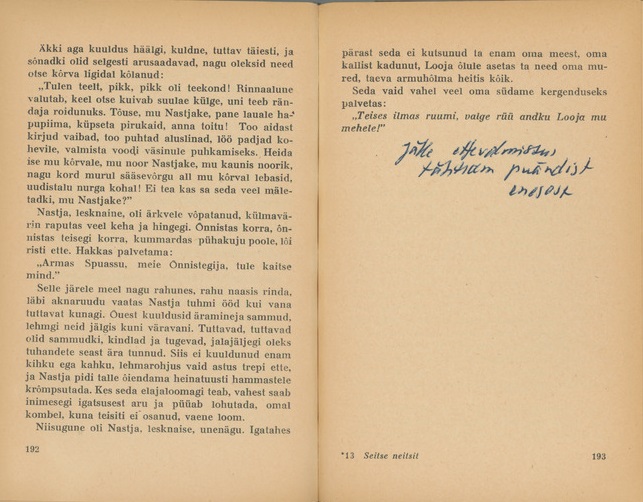 Äkki aga kuuldus häälgi, kuldne, tuttav täiesti, ja
sõnadki olid selgesti arusaadavad, nagu oleksid need
otse kõrva ligidal kõlanud:
„Tulen teelt, pikk, pikk oli teekond! Rinnaalune
valutab, keel otse kuivab suulae külge, uni teeb rän-
daja roidunuks. Tõuse, mu Nastjake, pane lauale ha-
pupiima, küpseta pirukaid, anna toitu! Too aidast
kirjud vaibad, too puhtad aluslinad, löö padjad ko-
hevile, valmista voodi väsinule puhkamiseks. Heida
ise mu kõrvale, mu noor Nastjake, mu kaunis noorik,
nagu kord murul sääsevõrgu all mu kõrval lebasid,
uudistalu nurga kohal! Ei tea kas sa seda veel mäle-
tadki, mu Nastjake?"
Nastja, lesknaine, oli ärkvele võpatanud, külmavä-
rin raputas veel keha ja hingegi. Õnnistas korra, õn-
nistas teisegi korra, kummardas pühakuju poole, lõi
risti ette. Hakkas palvetama:
„Armas Spuassu, meie Õnnistegija, tule kaitse
mind."
Selle järele meel nagu rahunes, rahu naasis rinda,
läbi aknaruudu vaatas Nastja tuhmi ööd kui vana
tuttavat kunagi. Õuest kuuldusid äramineja sammud,
lehmgi neid jälgis kuni väravani. Tuttavad, tuttavad
olid sammudki, kindlad ja tugevad, jalajäljegi oleks
tuhandete seast ära tunnud. Siis ei kuuldunud enam
kihku ega kahku, lehmarohjus vaid astus trepi ette,
ja Nastja pidi talle õiendama heinatuusti hammastele
krõmpsutada. Kes seda elajaloomagi teab, vahest saab
inimesegi igatsusest aru ja püüab lohutada, omal
kombel, kuna teisiti ei osanud, vaene loom.
Niisugune oli Nastja, lesknaise, unenägu. Igatahes
192
pärast seda ei kutsunud ta enam oma meest, oma
kallist kadunut, Looja õlule asetas ta need oma mu-
red, taeva armuhõlma heitis kõik.
Seda vaid vahel veel oma südame kergenduseks
palvetas:
„Teises ilmas ruumi, valge rüü andku Looja mu
mehele!"
Jälle ettevalmistus
tähtsam pühendist
enesest
*13 Seitse neitsit
193